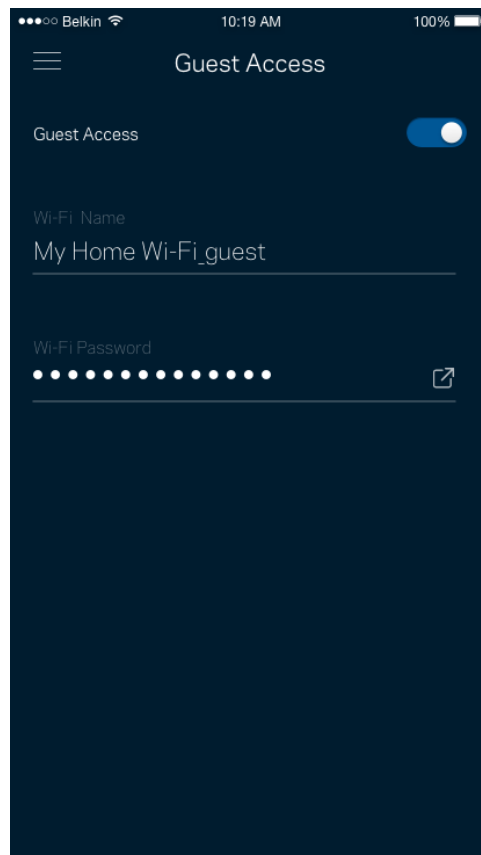 ●●●○○ Belkin 10:19 AM 100%
Guest Access
Guest Access
Wi-Fi Name
My Home Wi-Fi_guest
Wi-Fi Password
●●●●●●●●●●●●●●